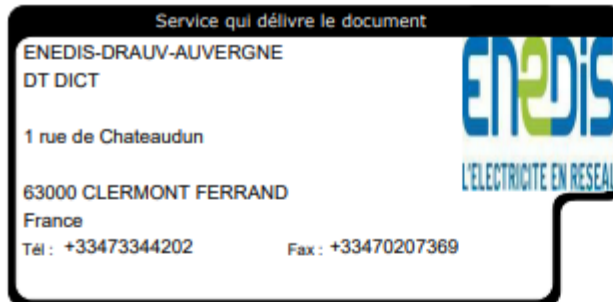 Service qui délivre le document
ENEDIS-DRAUV-AUVERGNE
DT DICT
1 rue de Chateaudun
63000 CLERMONT FERRAND
France
Tél : +33473344202 Fax : +33470207369
ENEDIS
L'ELECTRICITE EN RESEAU